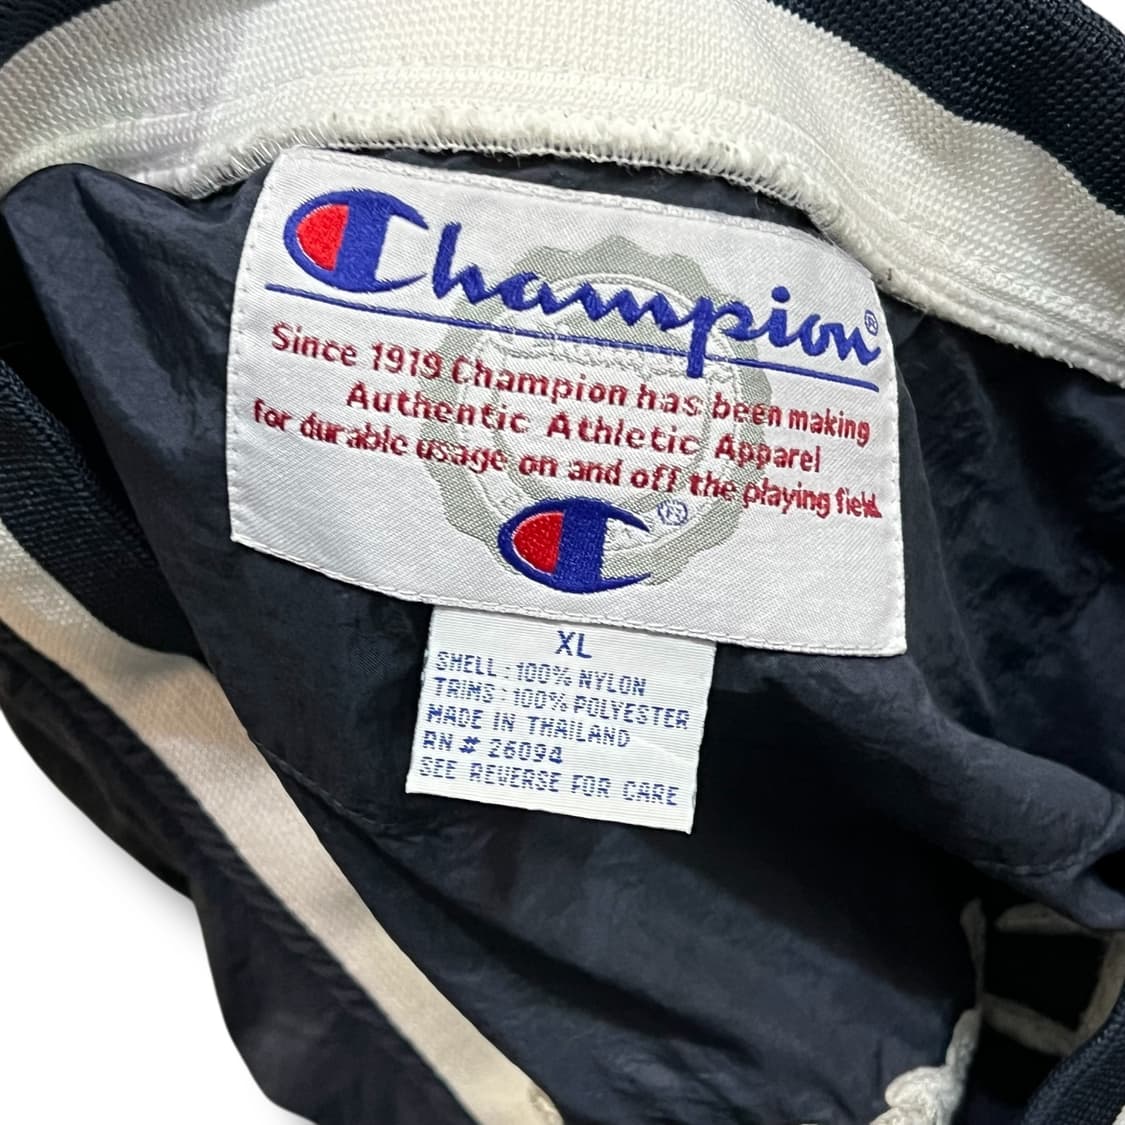 Champion®
Since 1919 Champion has been making
Authentic Athletic Apparel
for durable usage on and off the playing field.
®
XL
SHELL : 100% NYLON
TRIMS : 100% POLYESTER
MADE IN THAILAND
RN # 26094
SEE REVERSE FOR CARE